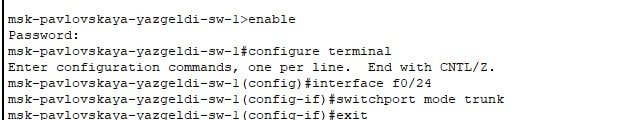 msk-pavlovskaya-yazgeldi-sw-1>enable
Password:
msk-pavlovskaya-yazgeldi-sw-1#configure terminal
Enter configuration commands, one per line.  End with CNTL/Z.
msk-pavlovskaya-yazgeldi-sw-1(config)#interface f0/24
msk-pavlovskaya-yazgeldi-sw-1(config-if)#switchport mode trunk
msk-pavlovskaya-yazgeldi-sw-1(config-if)#exit